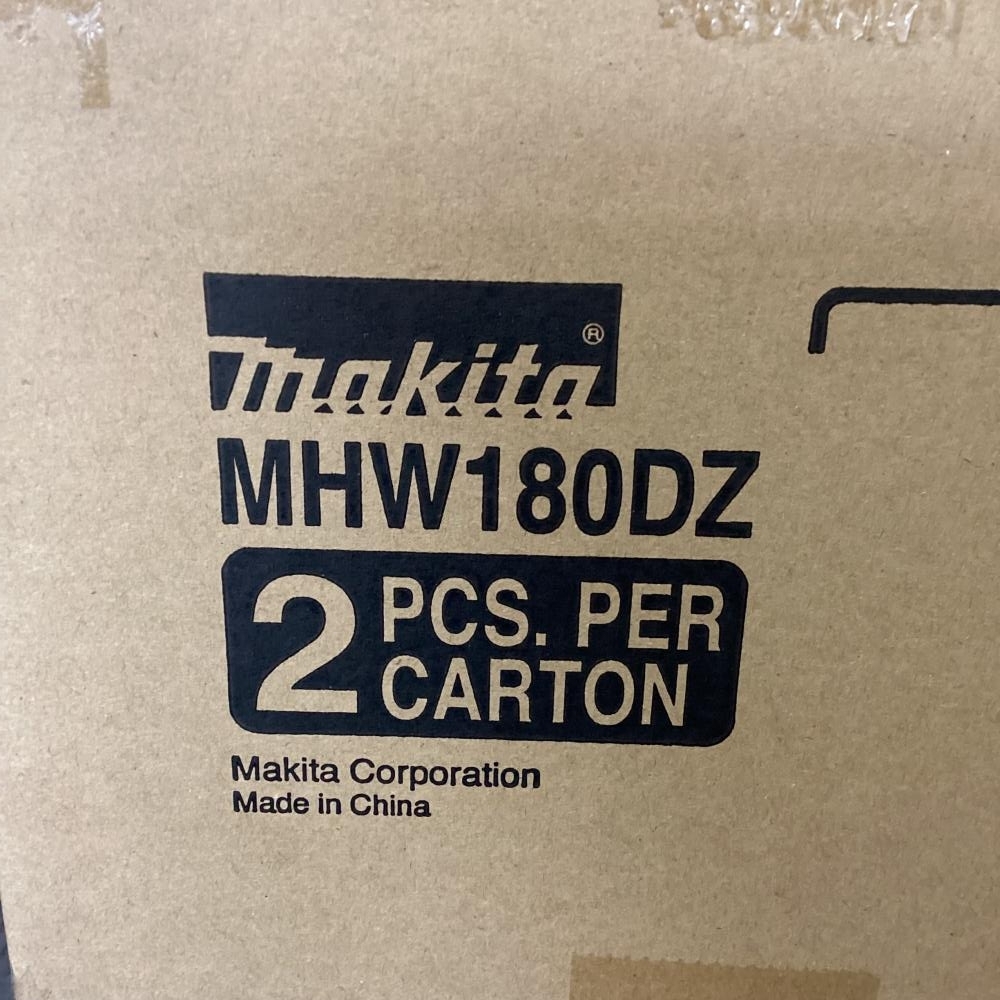 makita®
MHW180DZ
2 PCS. PER
CARTON
Makita Corporation
Made in China